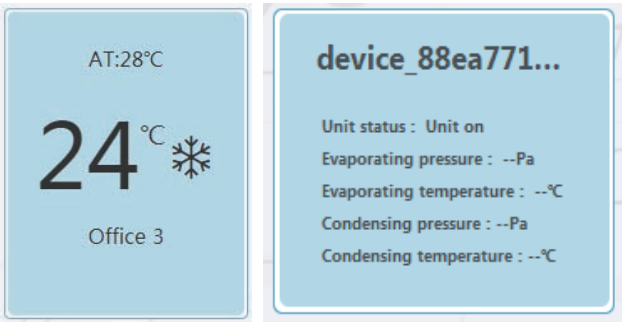 AT:28℃
24℃
Office 3
device_88ea771...
Unit status : Unit on
Evaporating pressure : --Pa
Evaporating temperature : --℃
Condensing pressure : --Pa
Condensing temperature : --℃